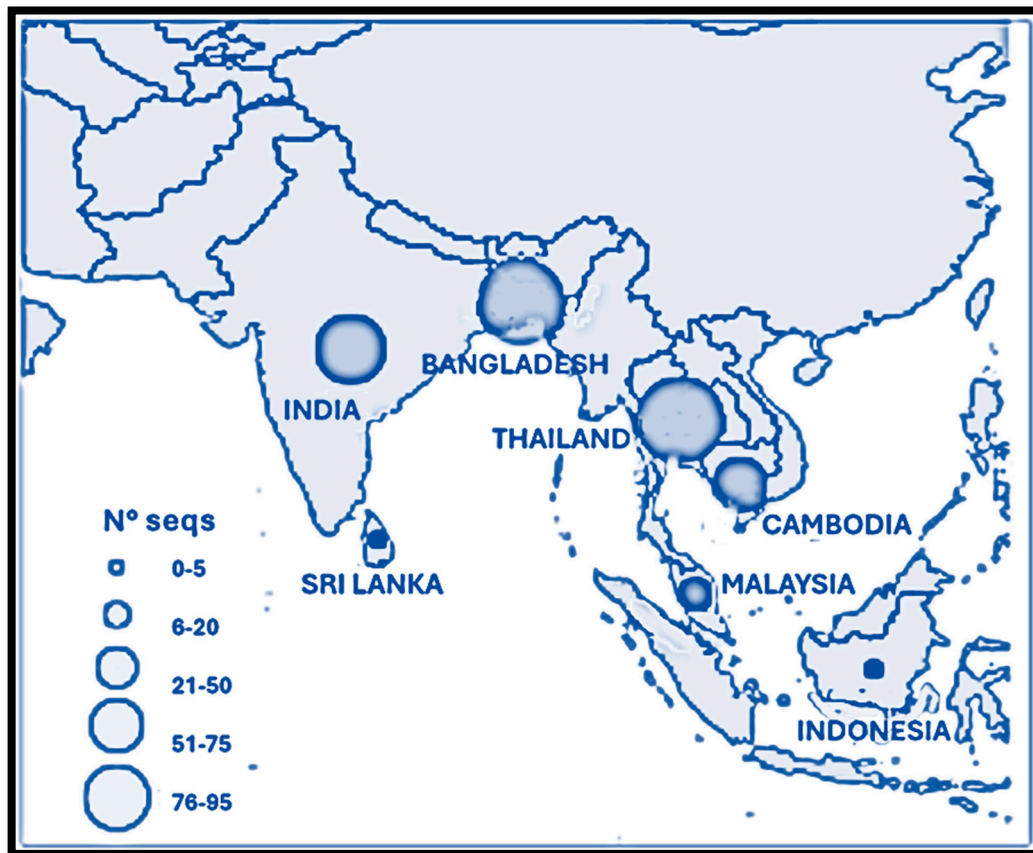 BANGLADESH
INDIA
THAILAND
Nº seqs
CAMBODIA
0-5
SRI LANKA
MALAYSIA
6-20
21-50
INDONESIA
51-75
76-95